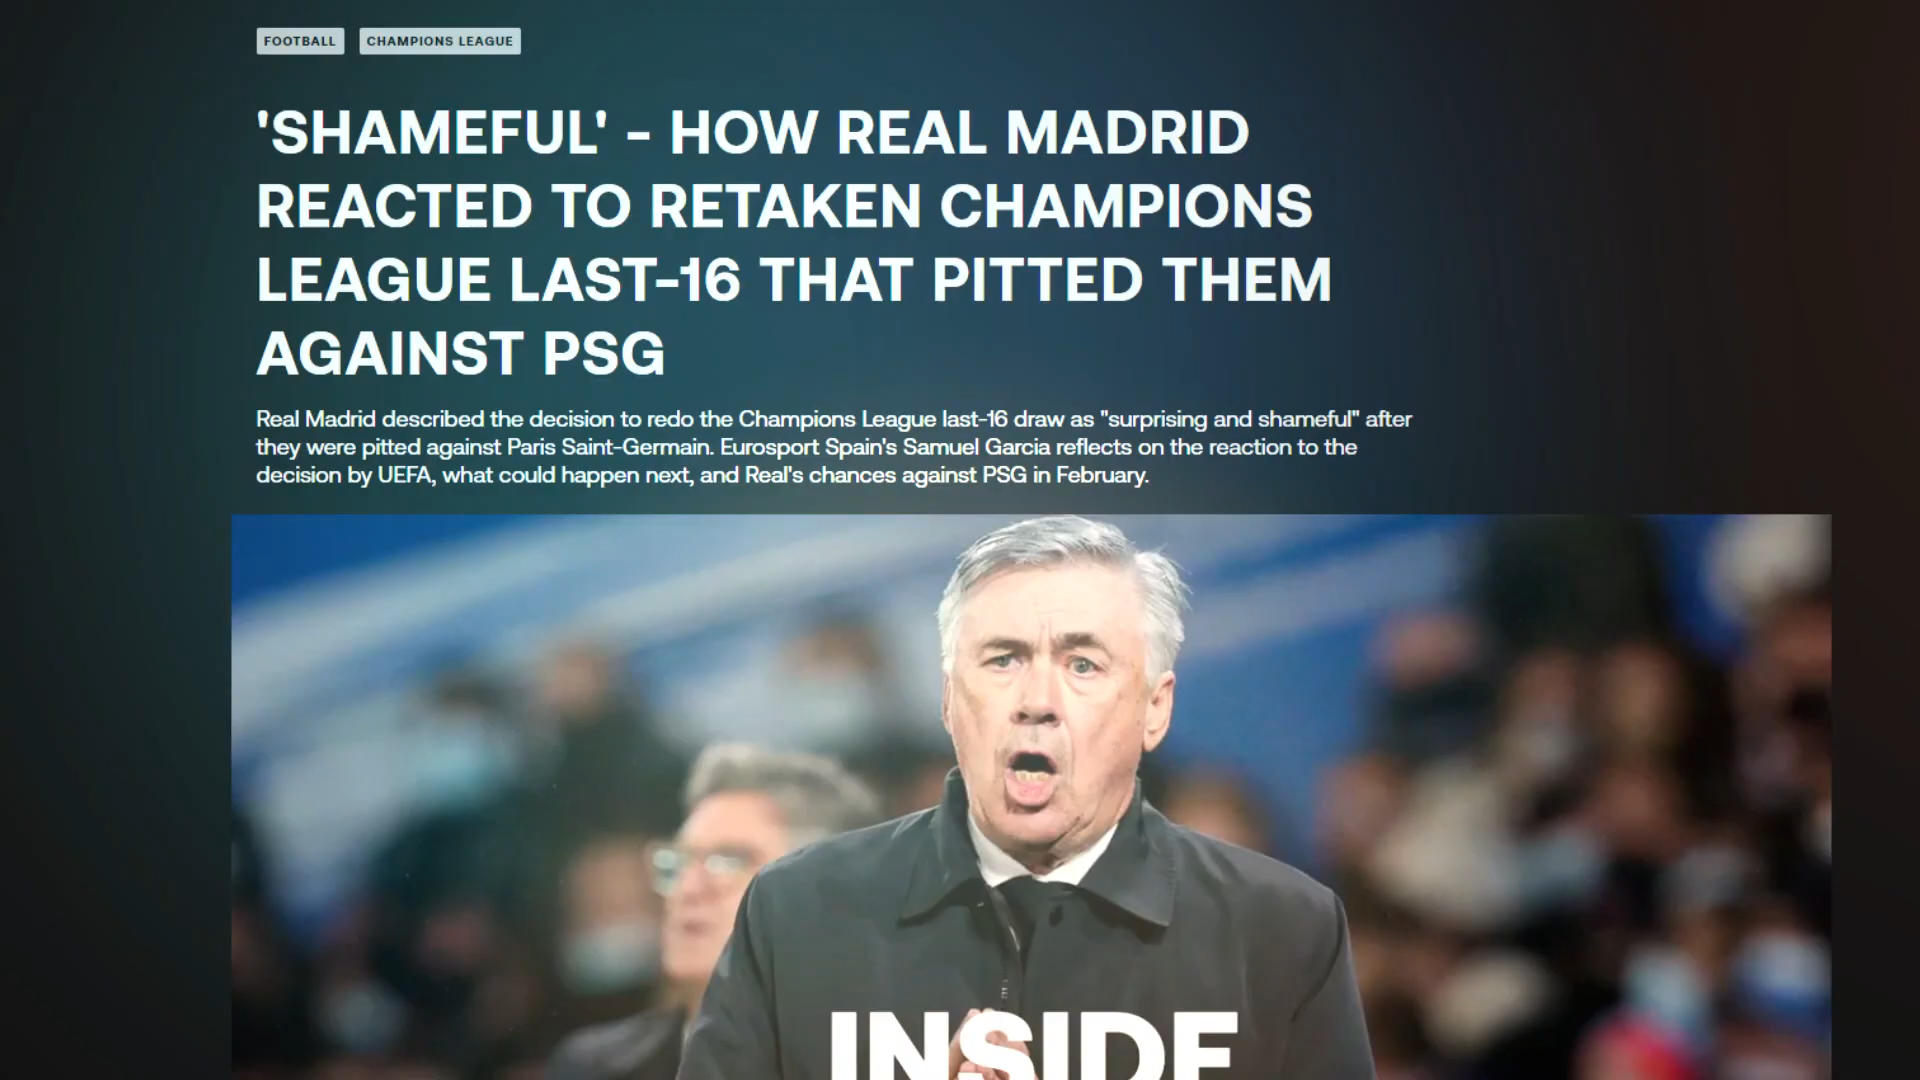 FOOTBALL
CHAMPIONS LEAGUE
'SHAMEFUL' - HOW REAL MADRID
REACTED TO RETAKEN CHAMPIONS
LEAGUE LAST-16 THAT PITTED THEM
AGAINST PSG
Real Madrid described the decision to redo the Champions League last-16 draw as "surprising and shameful" after
they were pitted against Paris Saint-Germain. Eurosport Spain's Samuel Garcia reflects on the reaction to the
decision by UEFA, what could happen next, and Real's chances against PSG in February.
INSIDE